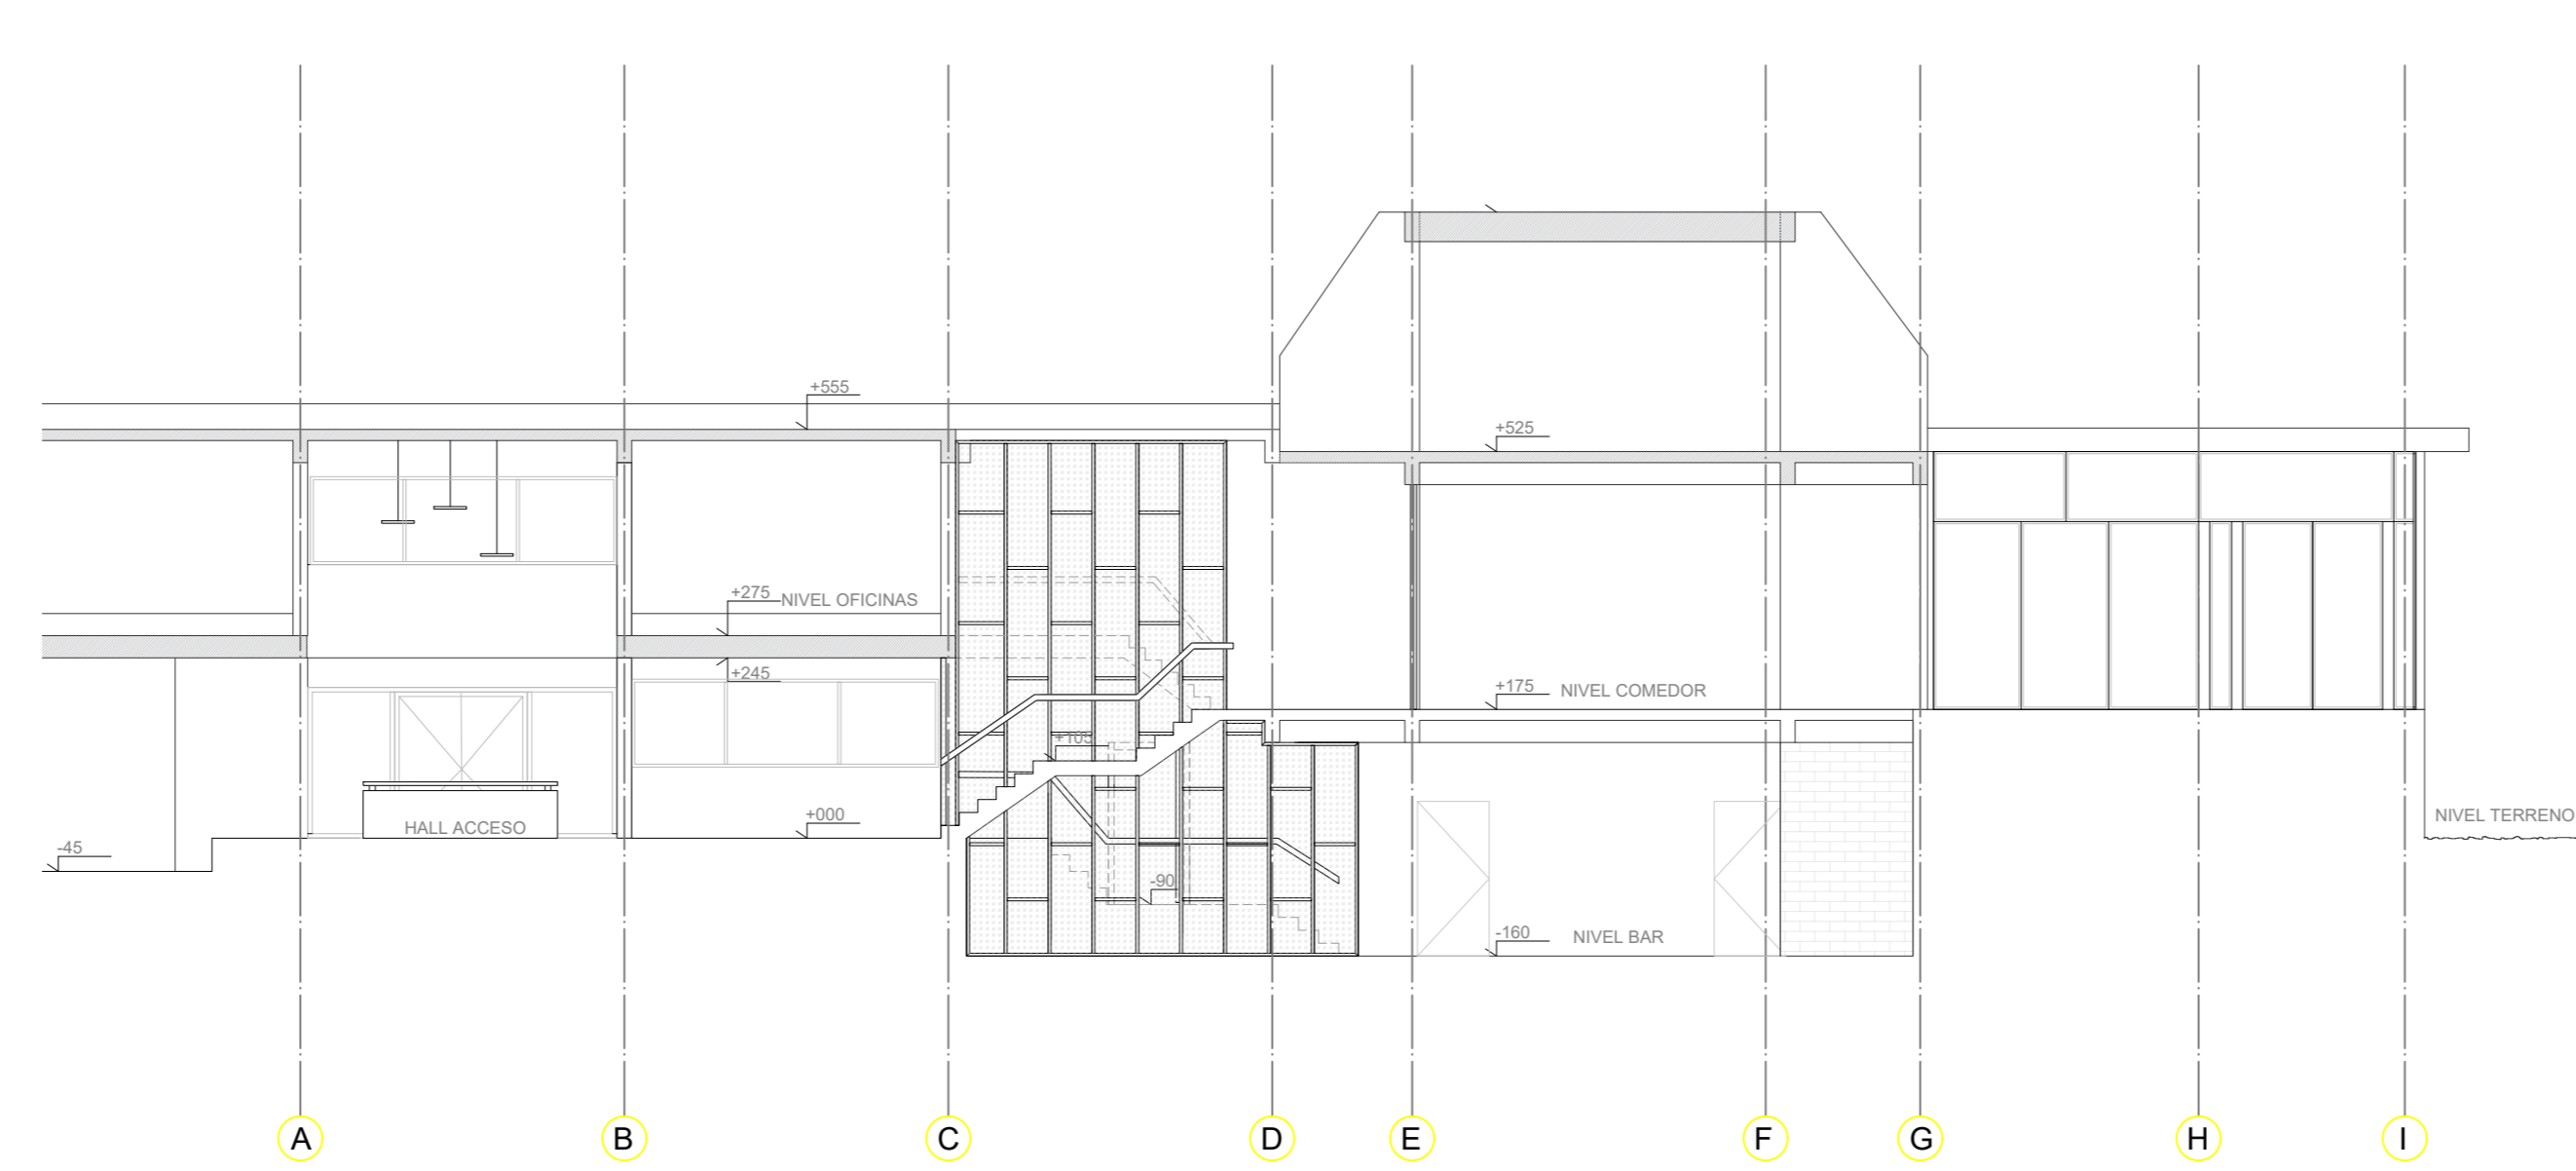 +555
+525
+275 NIVEL OFICINAS
+245
+175 NIVEL COMEDOR
+105
+000
HALL ACCESO
NIVEL TERRENO
-45
-90
-160 NIVEL BAR
A B C D E F G H I